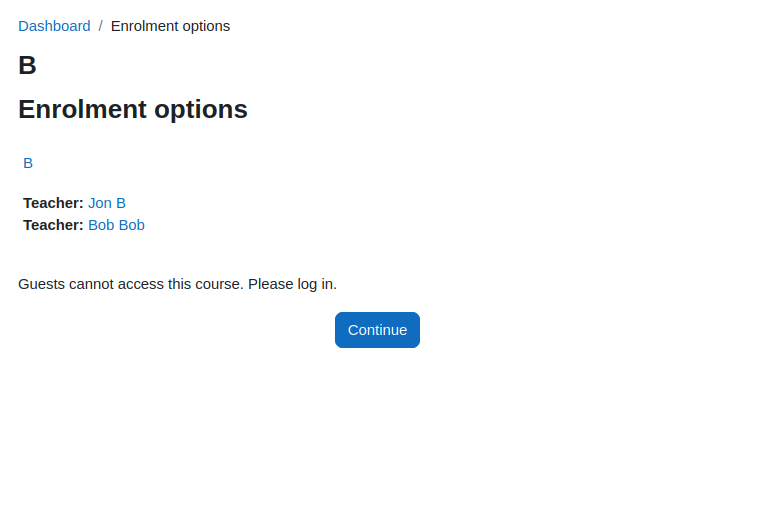 Dashboard / Enrolment options
B
Enrolment options
B
Teacher: Jon B
Teacher: Bob Bob
Guests cannot access this course. Please log in.
Continue